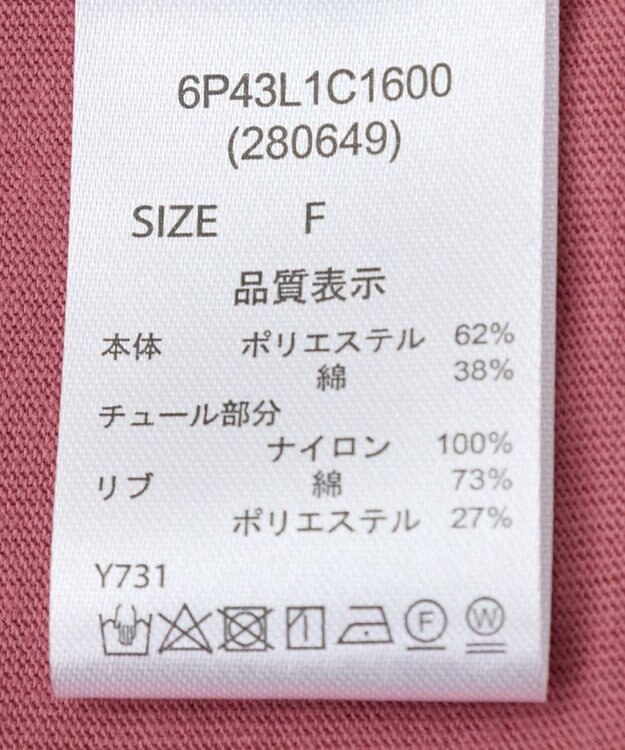 6P43L1C1600
(280649)
SIZE F
品質表示
本体 ポリエステル 62%
綿 38%
チュール部分
ナイロン 100%
リブ 綿 73%
ポリエステル 27%
Y731
F W